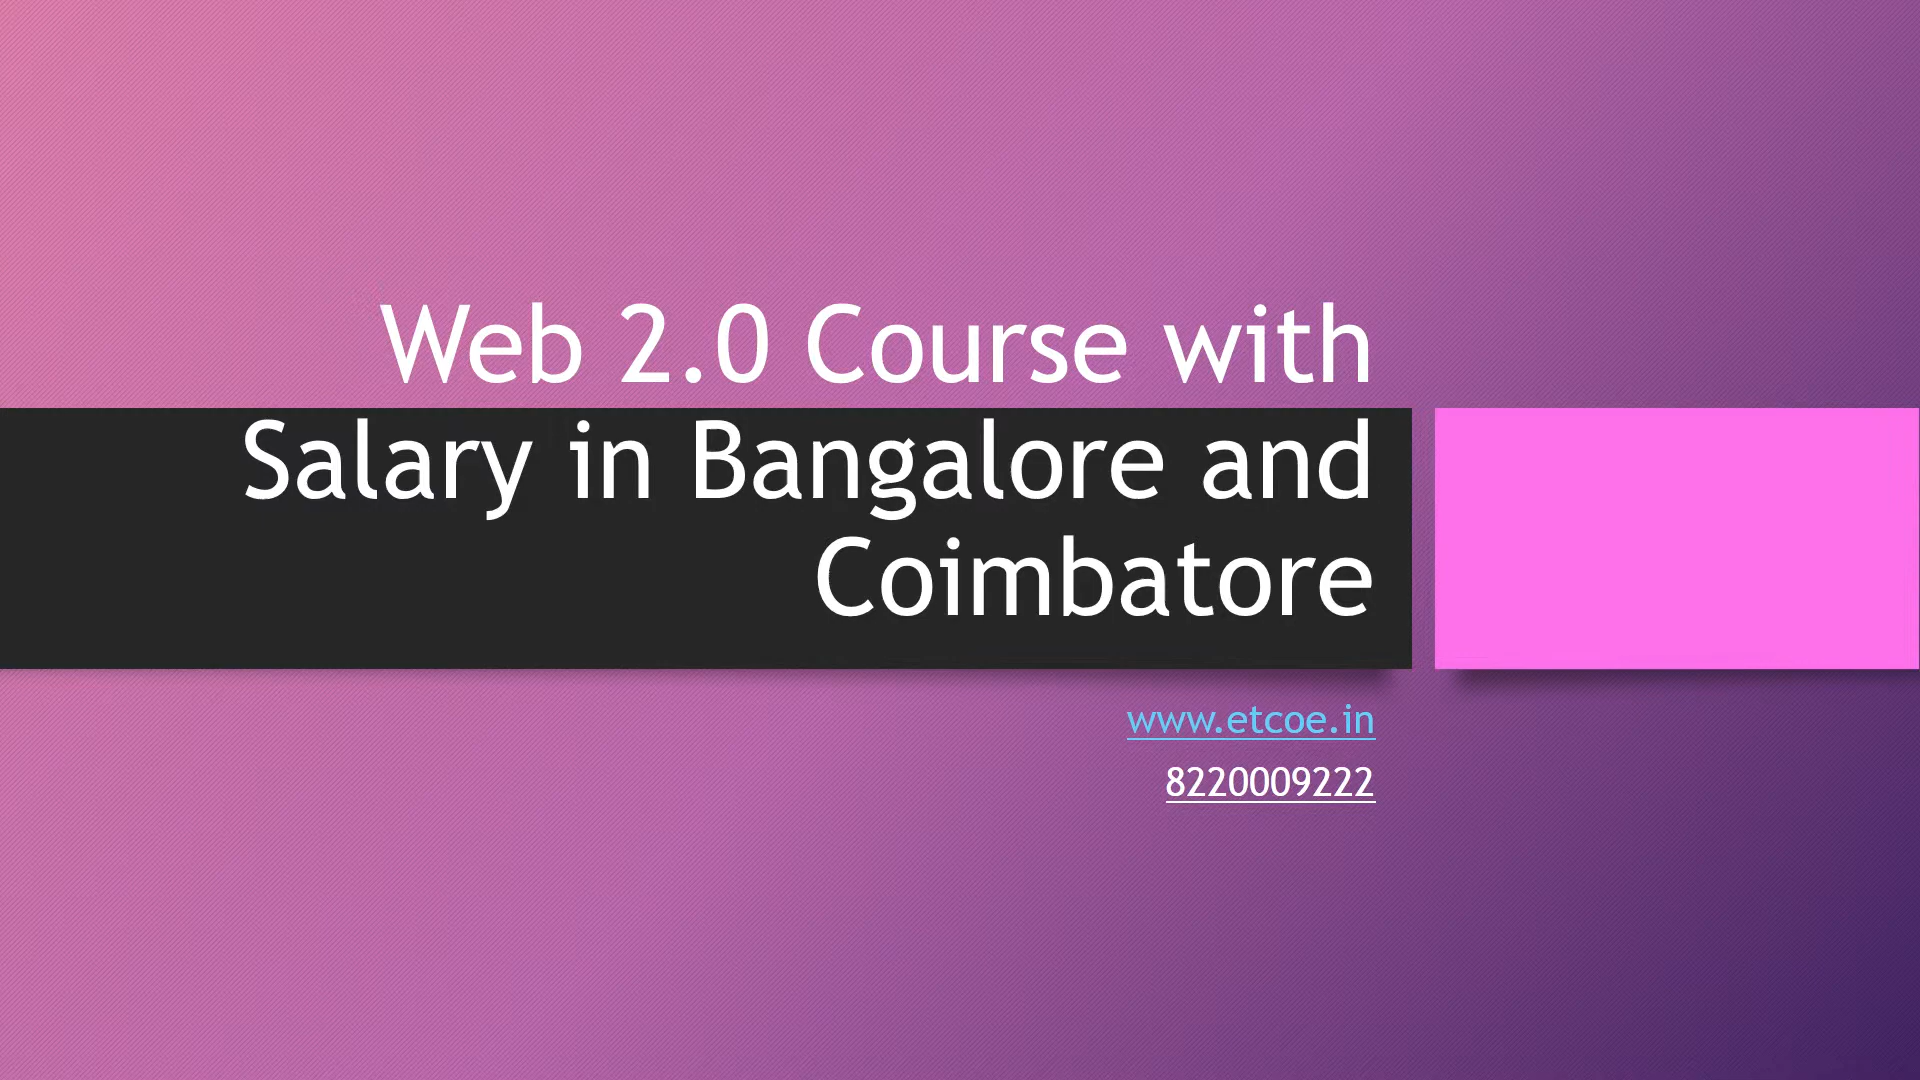 Web 2.0 Course with
Salary in Bangalore and
Coimbatore
www.etcoe.in
8220009222